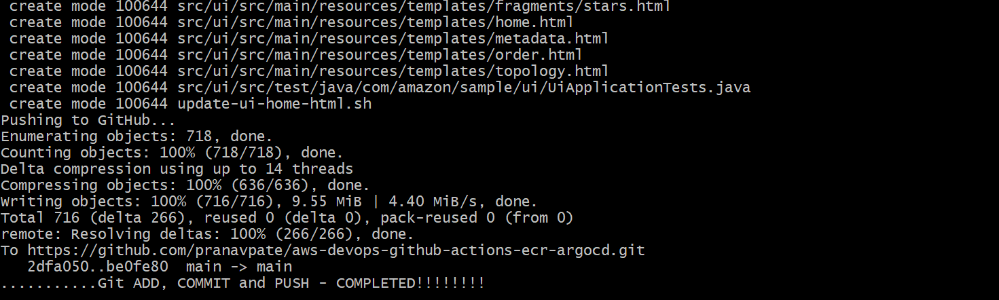 create mode 100644 src/ui/src/main/resources/templates/fragments/stars.html
create mode 100644 src/ui/src/main/resources/templates/home.html
create mode 100644 src/ui/src/main/resources/templates/metadata.html
create mode 100644 src/ui/src/main/resources/templates/order.html
create mode 100644 src/ui/src/main/resources/templates/topology.html
create mode 100644 src/ui/src/test/java/com/amazon/sample/ui/UiApplicationTests.java
create mode 100644 update-ui-home-html.sh
Pushing to GitHub...
Enumerating objects: 718, done.
Counting objects: 100% (718/718), done.
Delta compression using up to 14 threads
Compressing objects: 100% (636/636), done.
Writing objects: 100% (716/716), 9.55 MiB | 4.40 MiB/s, done.
Total 716 (delta 266), reused 0 (delta 0), pack-reused 0 (from 0)
remote: Resolving deltas: 100% (266/266), done.
To https://github.com/pranavpate/aws-devops-github-actions-ecr-argocd.git
2dfa050..be0fe80  main -> main
...........Git ADD, COMMIT and PUSH - COMPLETED!!!!!!!!